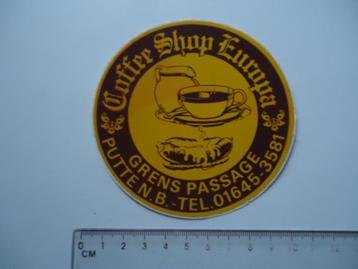 Coffee Shop Europa
GRENS PASSAGE
PUTTE N.B.-TEL.01645-3581
0 1 2 3 4 5 6 7 8 9 10 11 12
CM